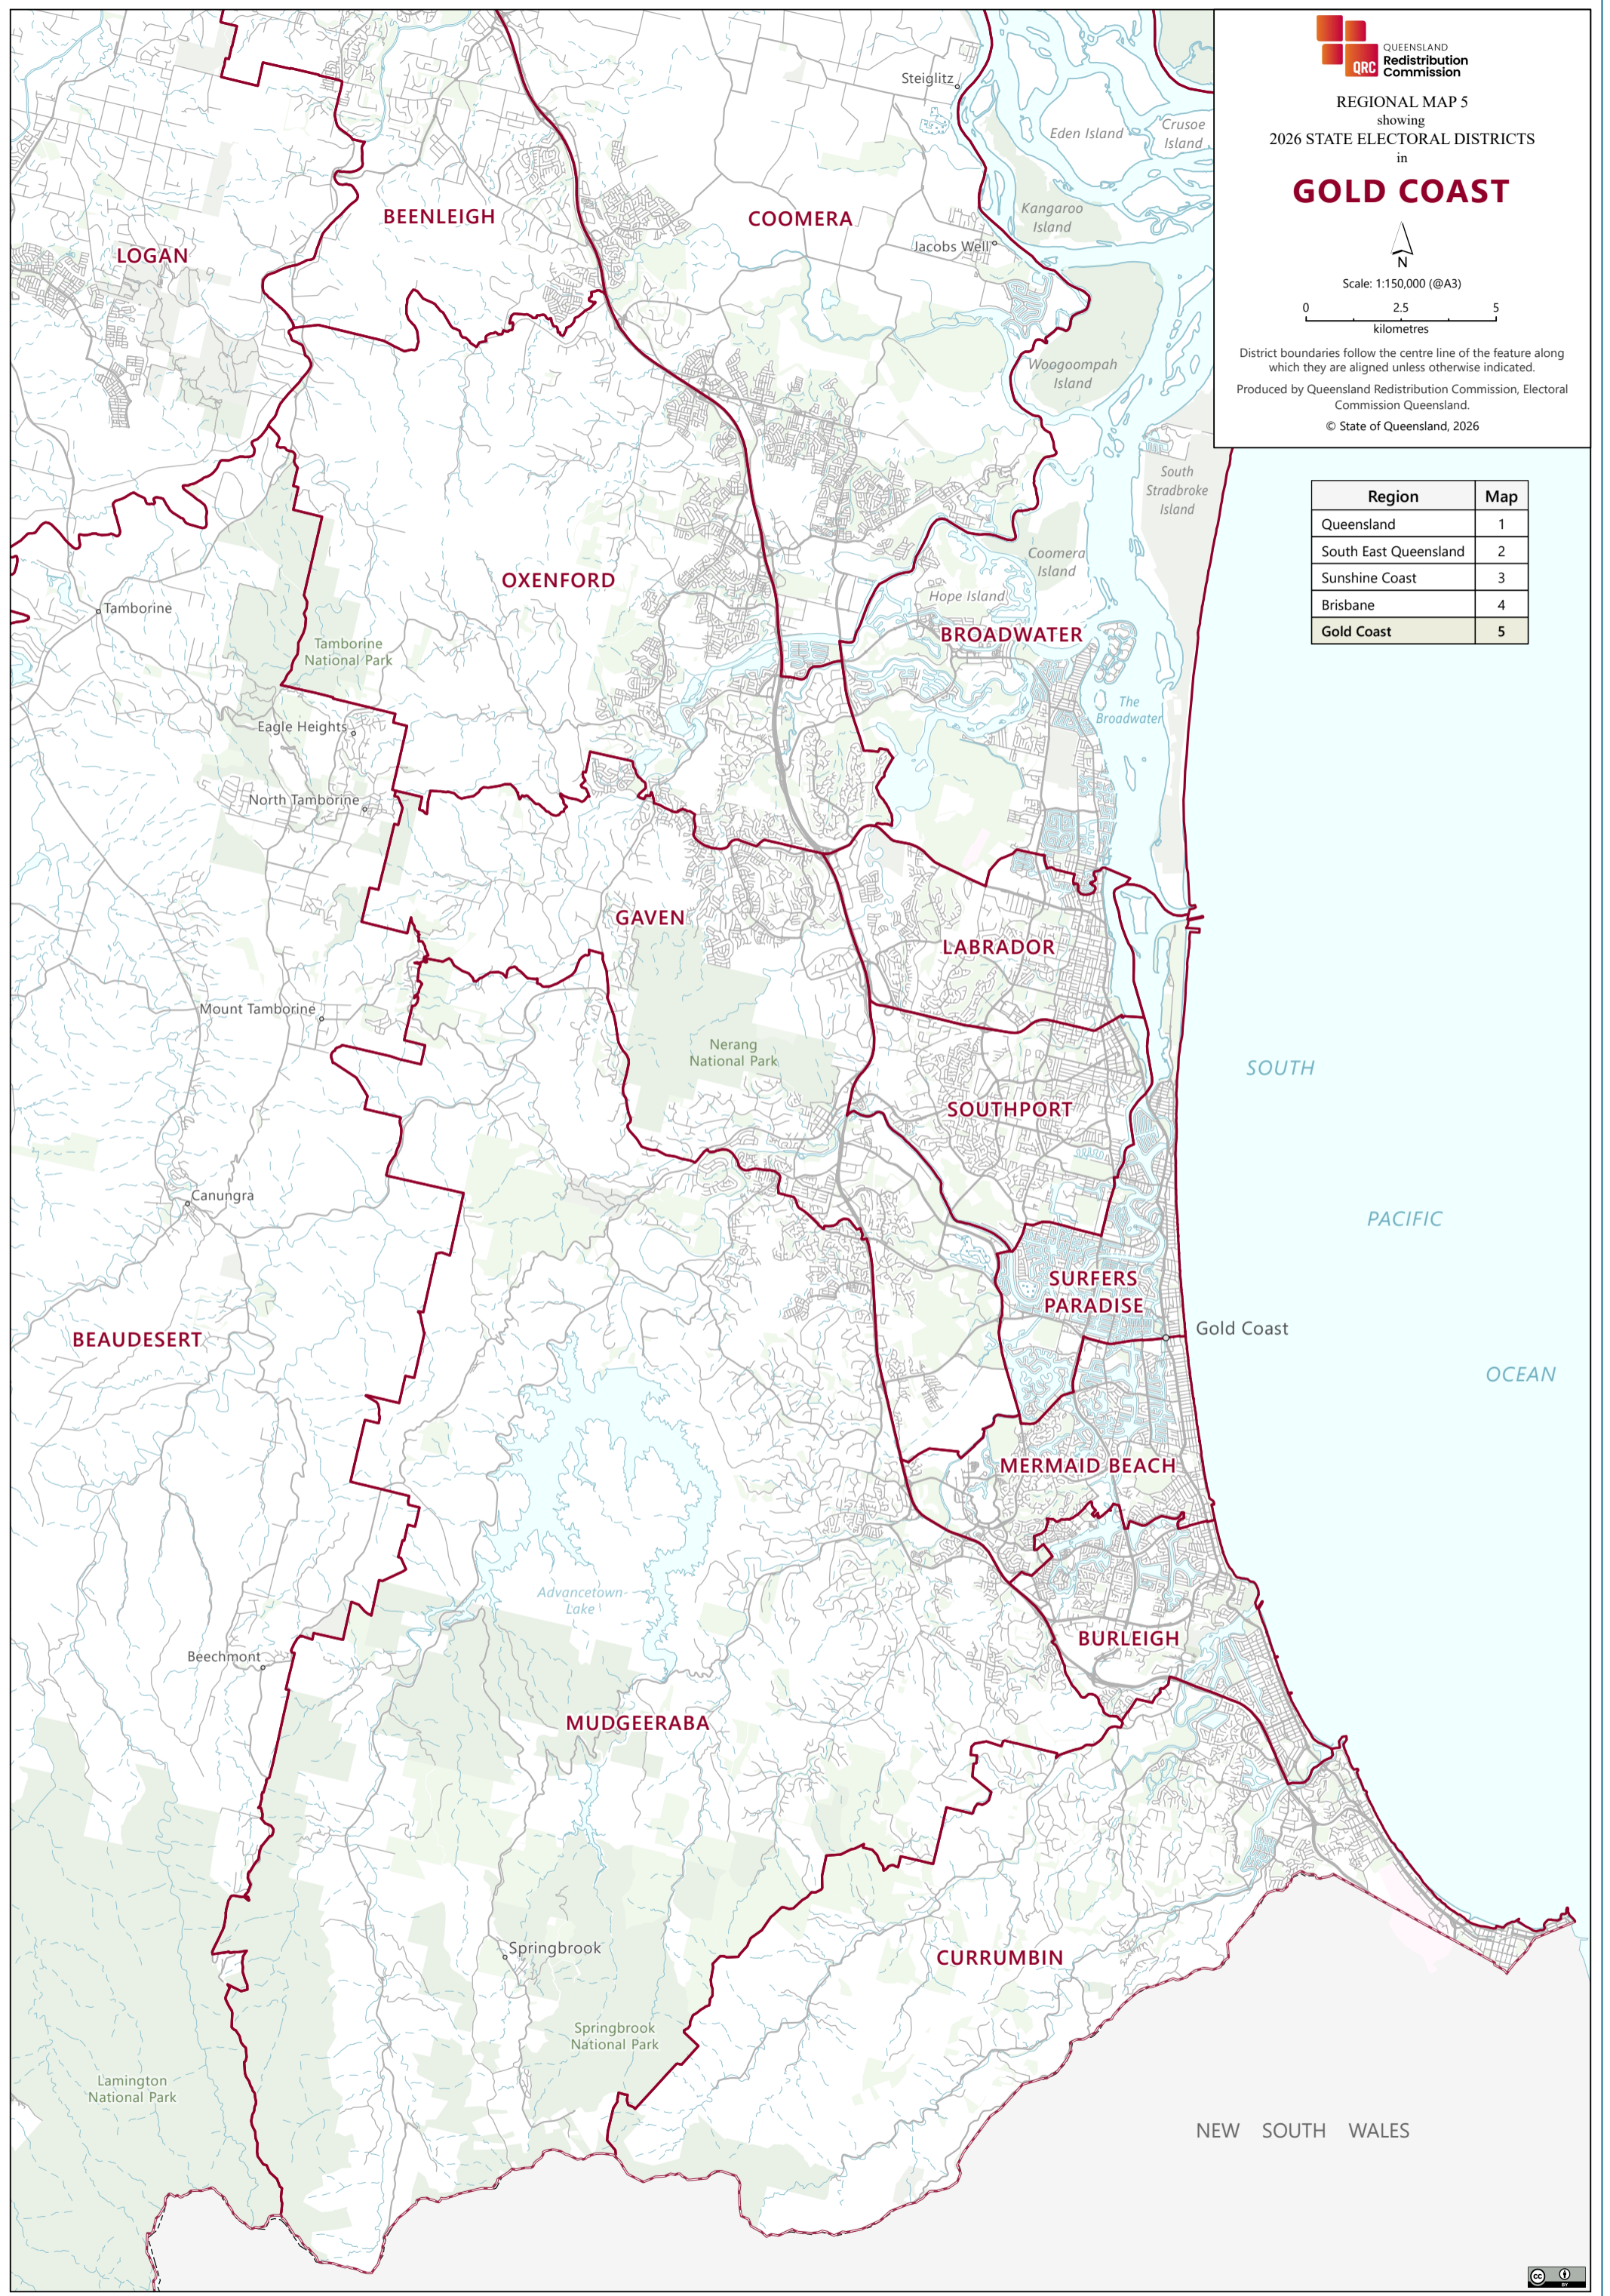 QUEENSLAND
Redistribution
Commission
QRC
REGIONAL MAP 5
showing
2026 STATE ELECTORAL DISTRICTS
in
GOLD COAST
N
Scale: 1:150,000 (@A3)
0 2.5 5
kilometres
District boundaries follow the centre line of the feature along
which they are aligned unless otherwise indicated.
Produced by Queensland Redistribution Commission, Electoral
Commission Queensland.
© State of Queensland, 2026
Region Map
Queensland 1
South East Queensland 2
Sunshine Coast 3
Brisbane 4
Gold Coast 5
Steiglitz
Eden Island
Crusoe
Island
Kangaroo
Island
BEENLEIGH
COOMERA
Jacobs Well
LOGAN
Woogoompah
Island
South
Stradbroke
Island
Coomera
Island
OXENFORD
Hope Island
Tamborine
BROADWATER
Tamborine
National Park
The
Broadwater
Eagle Heights
North Tamborine
GAVEN
LABRADOR
Mount Tamborine
Nerang
National Park
SOUTH
SOUTHPORT
Canungra
PACIFIC
SURFERS
PARADISE
Gold Coast
BEAUDESERT
OCEAN
MERMAID BEACH
Advancetown
Lake
BURLEIGH
Beechmont
MUDGEERABA
Springbrook
CURRUMBIN
Springbrook
National Park
Lamington
National Park
NEW SOUTH WALES
cc
BY